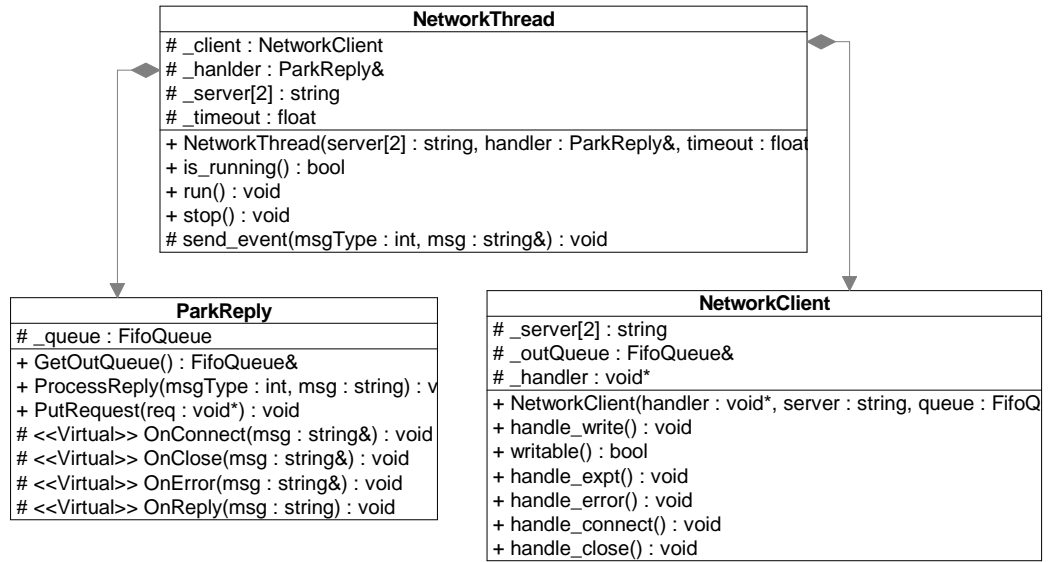 NetworkThread
# _client : NetworkClient
# _hanlder : ParkReply&
# _server[2] : string
# _timeout : float
+ NetworkThread(server[2] : string, handler : ParkReply&, timeout : float
+ is_running() : bool
+ run() : void
+ stop() : void
# send_event(msgType : int, msg : string&) : void
ParkReply
# _queue : FifoQueue
+ GetOutQueue() : FifoQueue&
+ ProcessReply(msgType : int, msg : string) : v
+ PutRequest(req : void*) : void
# <<Virtual>> OnConnect(msg : string&) : void
# <<Virtual>> OnClose(msg : string&) : void
# <<Virtual>> OnError(msg : string&) : void
# <<Virtual>> OnReply(msg : string) : void
NetworkClient
# _server[2] : string
# _outQueue : FifoQueue&
# _handler : void*
+ NetworkClient(handler : void*, server : string, queue : FifoQ
+ handle_write() : void
+ writable() : bool
+ handle_expt() : void
+ handle_error() : void
+ handle_connect() : void
+ handle_close() : void